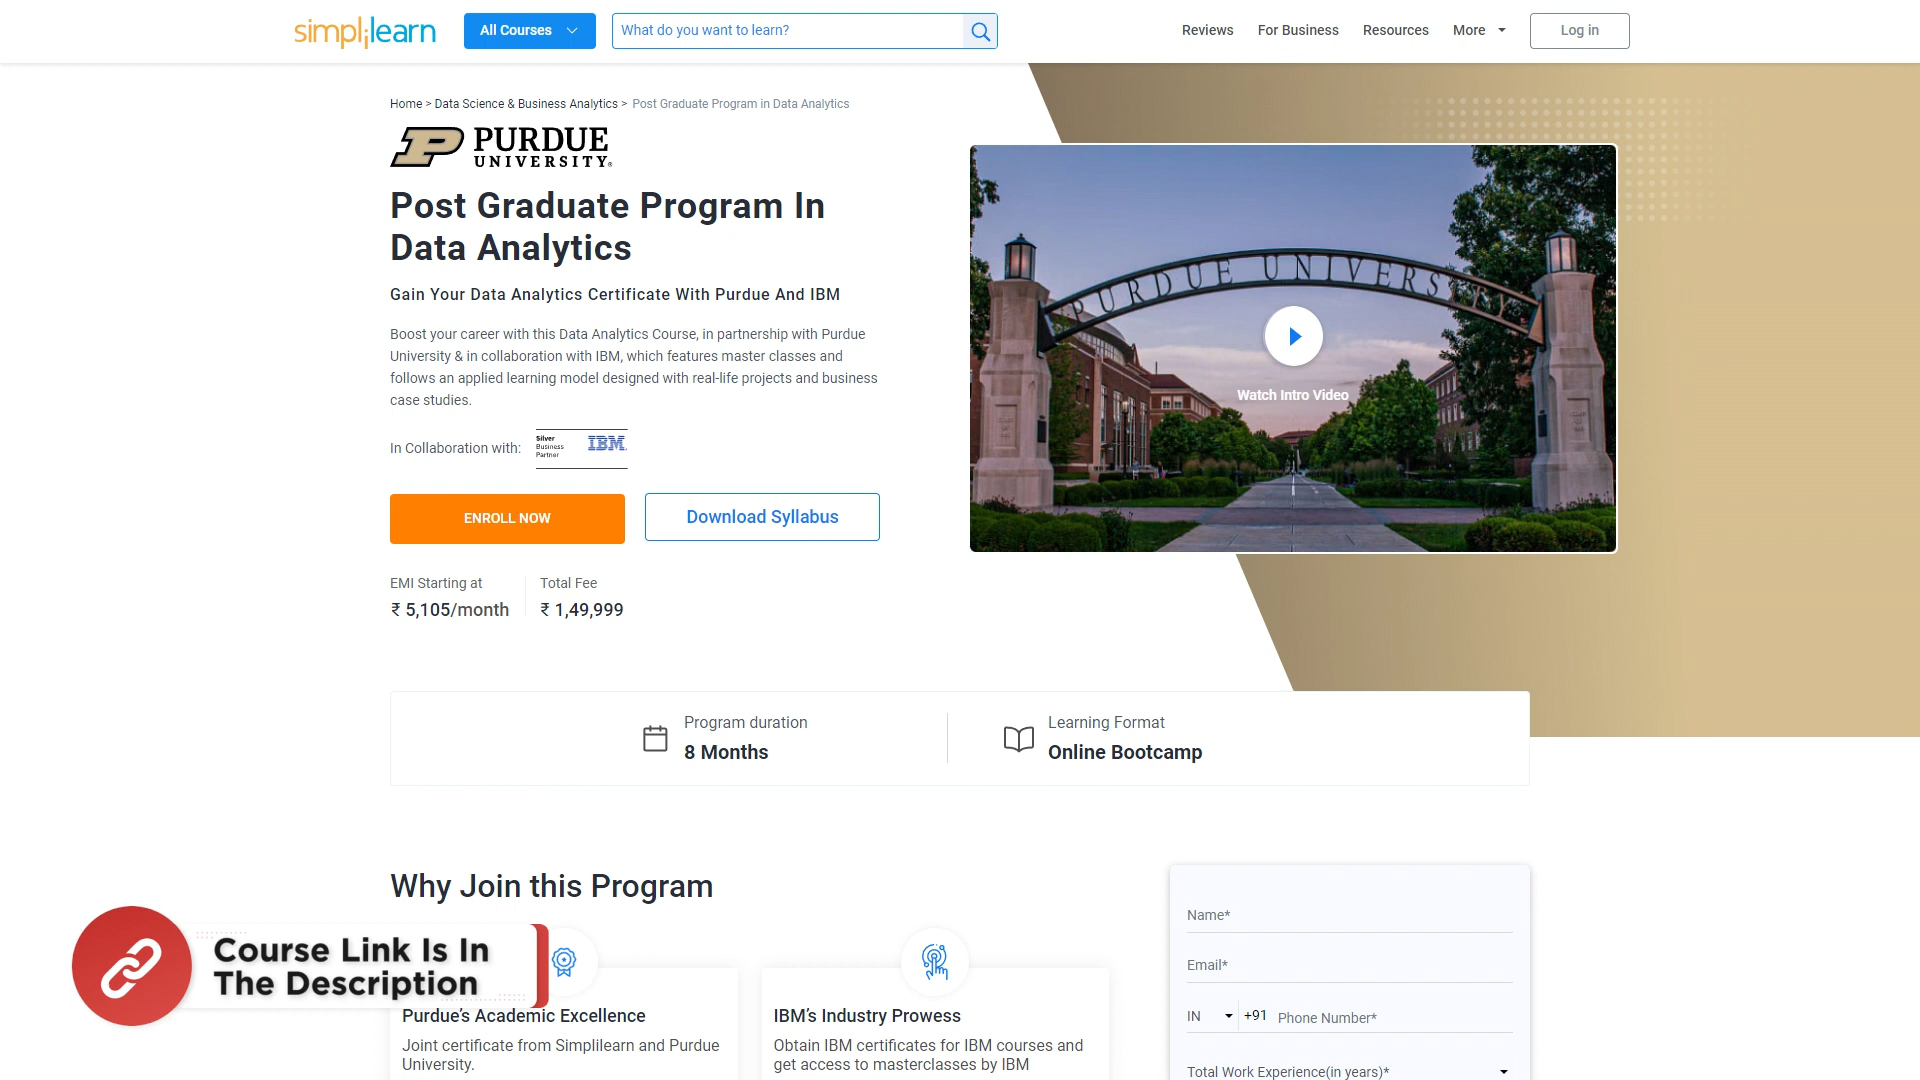 simplilearn
All Courses
What do you want to learn?
Reviews
For Business
Resources
More
Log in
Home > Data Science & Business Analytics > Post Graduate Program in Data Analytics
PURDUE
UNIVERSITY®
Post Graduate Program In
Data Analytics
Gain Your Data Analytics Certificate With Purdue And IBM
Boost your career with this Data Analytics Course, in partnership with Purdue
University & in collaboration with IBM, which features master classes and
follows an applied learning model designed with real-life projects and business
case studies.
In Collaboration with:
Silver
Business
Partner
IBM
ENROLL NOW
Download Syllabus
EMI Starting at
₹ 5,105/month
Total Fee
₹ 1,49,999
PURDUE UNIVERSI
Watch Intro Video
Program duration
8 Months
Learning Format
Online Bootcamp
Why Join this Program
Course Link Is In
The Description
Purdue’s Academic Excellence
Joint certificate from Simplilearn and Purdue
University.
IBM’s Industry Prowess
Obtain IBM certificates for IBM courses and
get access to masterclasses by IBM
Name*
Email*
IN
+91
Phone Number*
Total Work Experience(in years)*